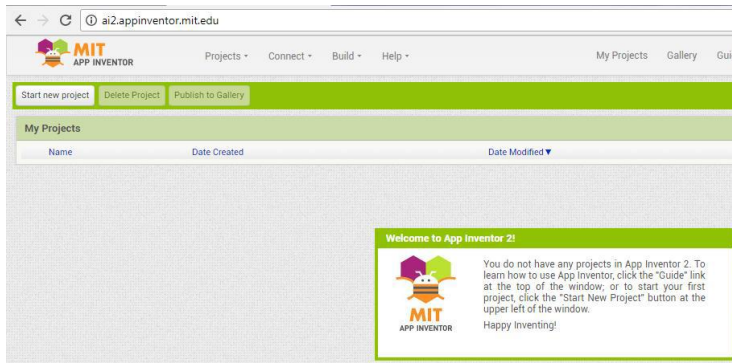 ai2.appinventor.mit.edu
MIT
APP INVENTOR
Projects Connect Build Help My Projects Gallery Gui
Start new project Delete Project Publish to Gallery
My Projects
Name Date Created Date Modified
Welcome to App Inventor 2!
You do not have any projects in App Inventor 2. To
learn how to use App Inventor, click the "Guide" link
at the top of the window; or to start your first
project, click the "Start New Project" button at the
upper left of the window.
Happy Inventing!
MIT
APP INVENTOR